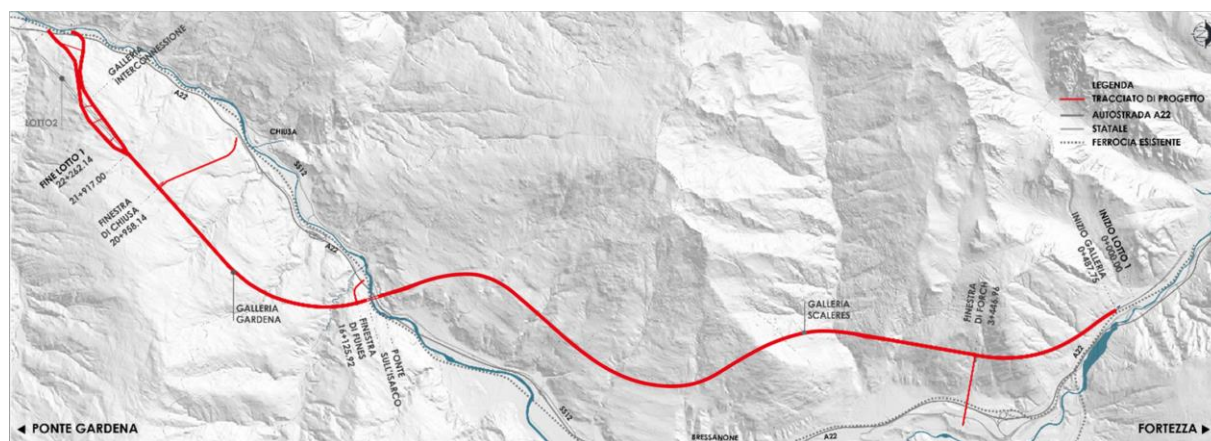 GALLERIA
INTERCONNESSIONE
A22
LOTTO2
CHIUSA
SS12
FINE LOTTO 1
22+262.14
21+917.00
FINESTRA
DI CHIUSA
20+958.14
A22
GALLERIA
GARDENA
FINESTRA
DI FUNES
16+125.92
PONTE
SULL'ISARCO
SS12
GALLERIA
SCALERES
FINESTRA
DI FORCH
3+446.96
INIZIO LOTTO 1
0+000.00
INIZIO GALLERIA
0+487.75
LEGENDA
TRACCIATO DI PROGETTO
AUTOSTRADA A22
STATALE
FERROCIA ESISTENTE
A22
BRESSANONE
A22
◄ PONTE GARDENA
FORTEZZA ►